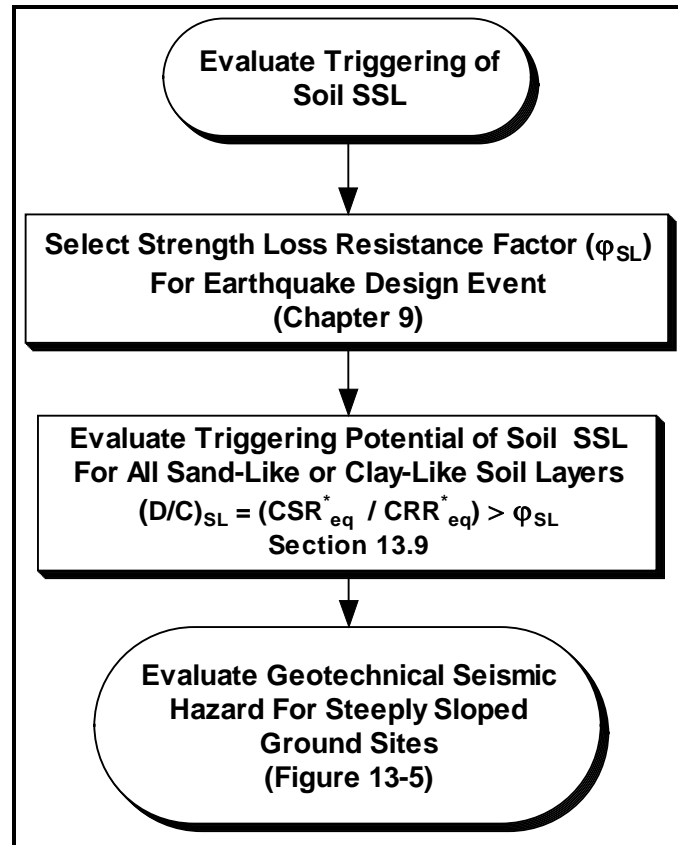 Evaluate Triggering of
Soil SSL
Select Strength Loss Resistance Factor (φSL)
For Earthquake Design Event
(Chapter 9)
Evaluate Triggering Potential of Soil SSL
For All Sand-Like or Clay-Like Soil Layers
(D/C)SL = (CSR*eq / CRR*eq) > φSL
Section 13.9
Evaluate Geotechnical Seismic
Hazard For Steeply Sloped
Ground Sites
(Figure 13-5)